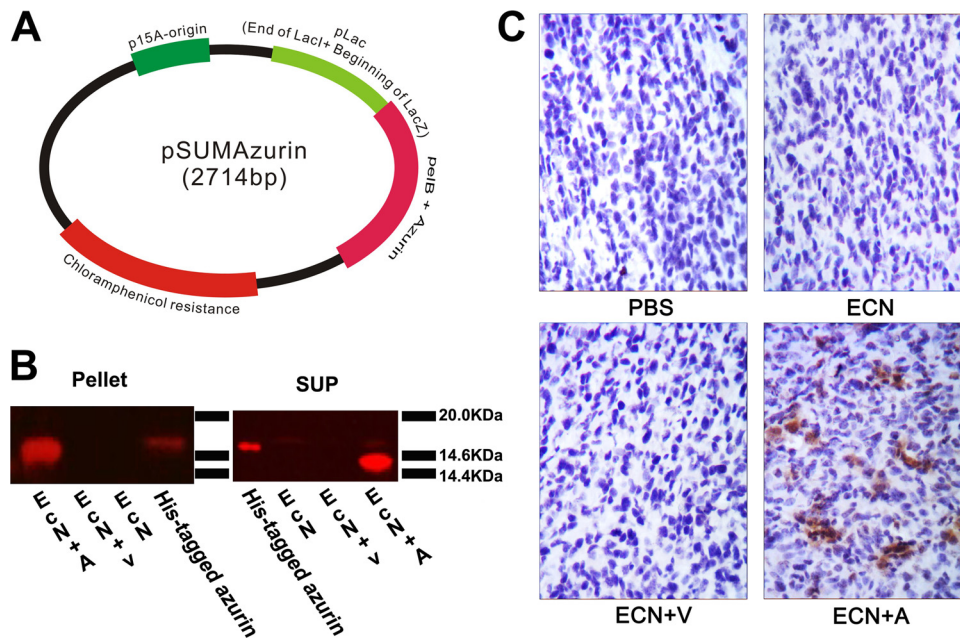 A
p15A-origin
pLac
(End of LacI+ Beginning of LacZ)
pSUMAzurin
(2714bp)
pelB + Azurin
Chloramphenicol resistance
B
Pellet
SUP
20.0KDa
14.6KDa
14.4KDa
EcN+A
EcN+V
EcN
His-tagged azurin
His-tagged azurin
EcN
EcN+V
EcN+A
C
PBS
ECN
ECN+V
ECN+A